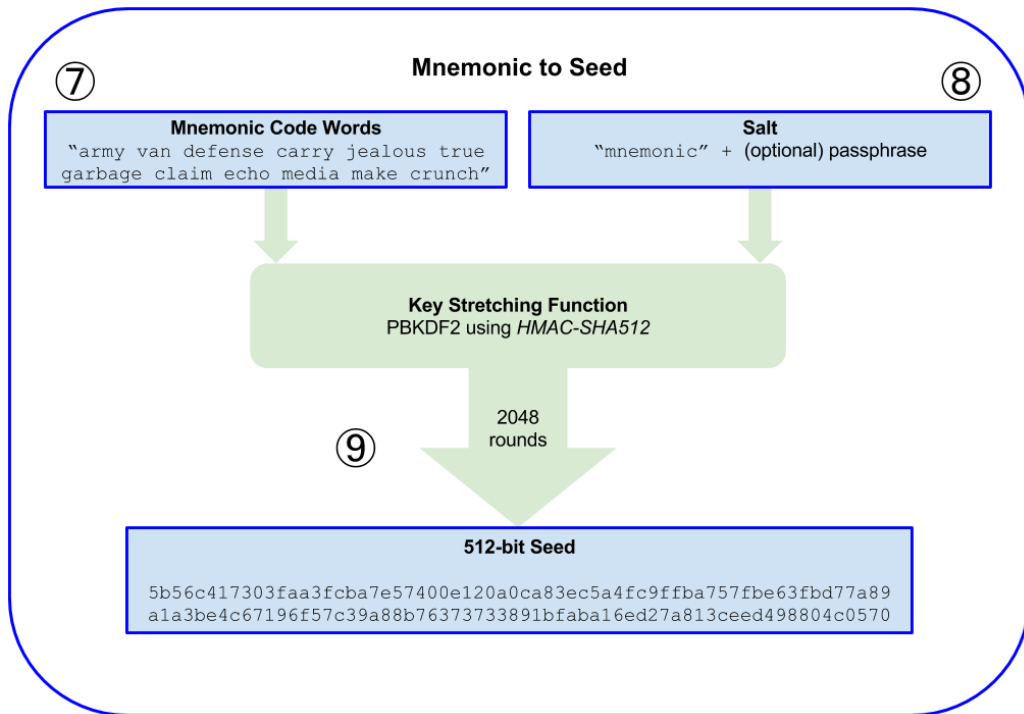 Mnemonic to Seed
⑦
⑧
Mnemonic Code Words
“army van defense carry jealous true
garbage claim echo media make crunch”
Salt
“mnemonic” + (optional) passphrase
Key Stretching Function
PBKDF2 using HMAC-SHA512
2048
rounds
⑨
512-bit Seed
5b56c417303faa3fcba7e57400e120a0ca83ec5a4fc9ffba757fbe63fbd77a89
a1a3be4c67196f57c39a88b76373733891bfaba16ed27a813ceed498804c0570